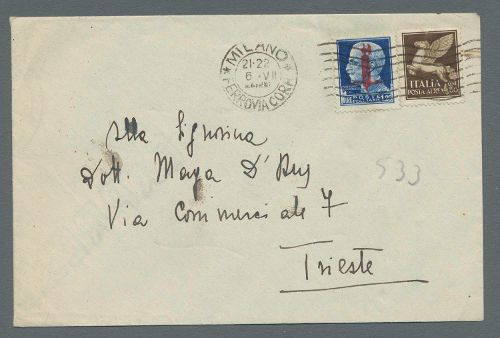 MILANO
21·22
6 ·VII
FERROVIA CORR
ITALIA
POSTA AEREA
Alla Signorina
Dott. Maya D'Rey
533
Via Commerciale 7
Trieste